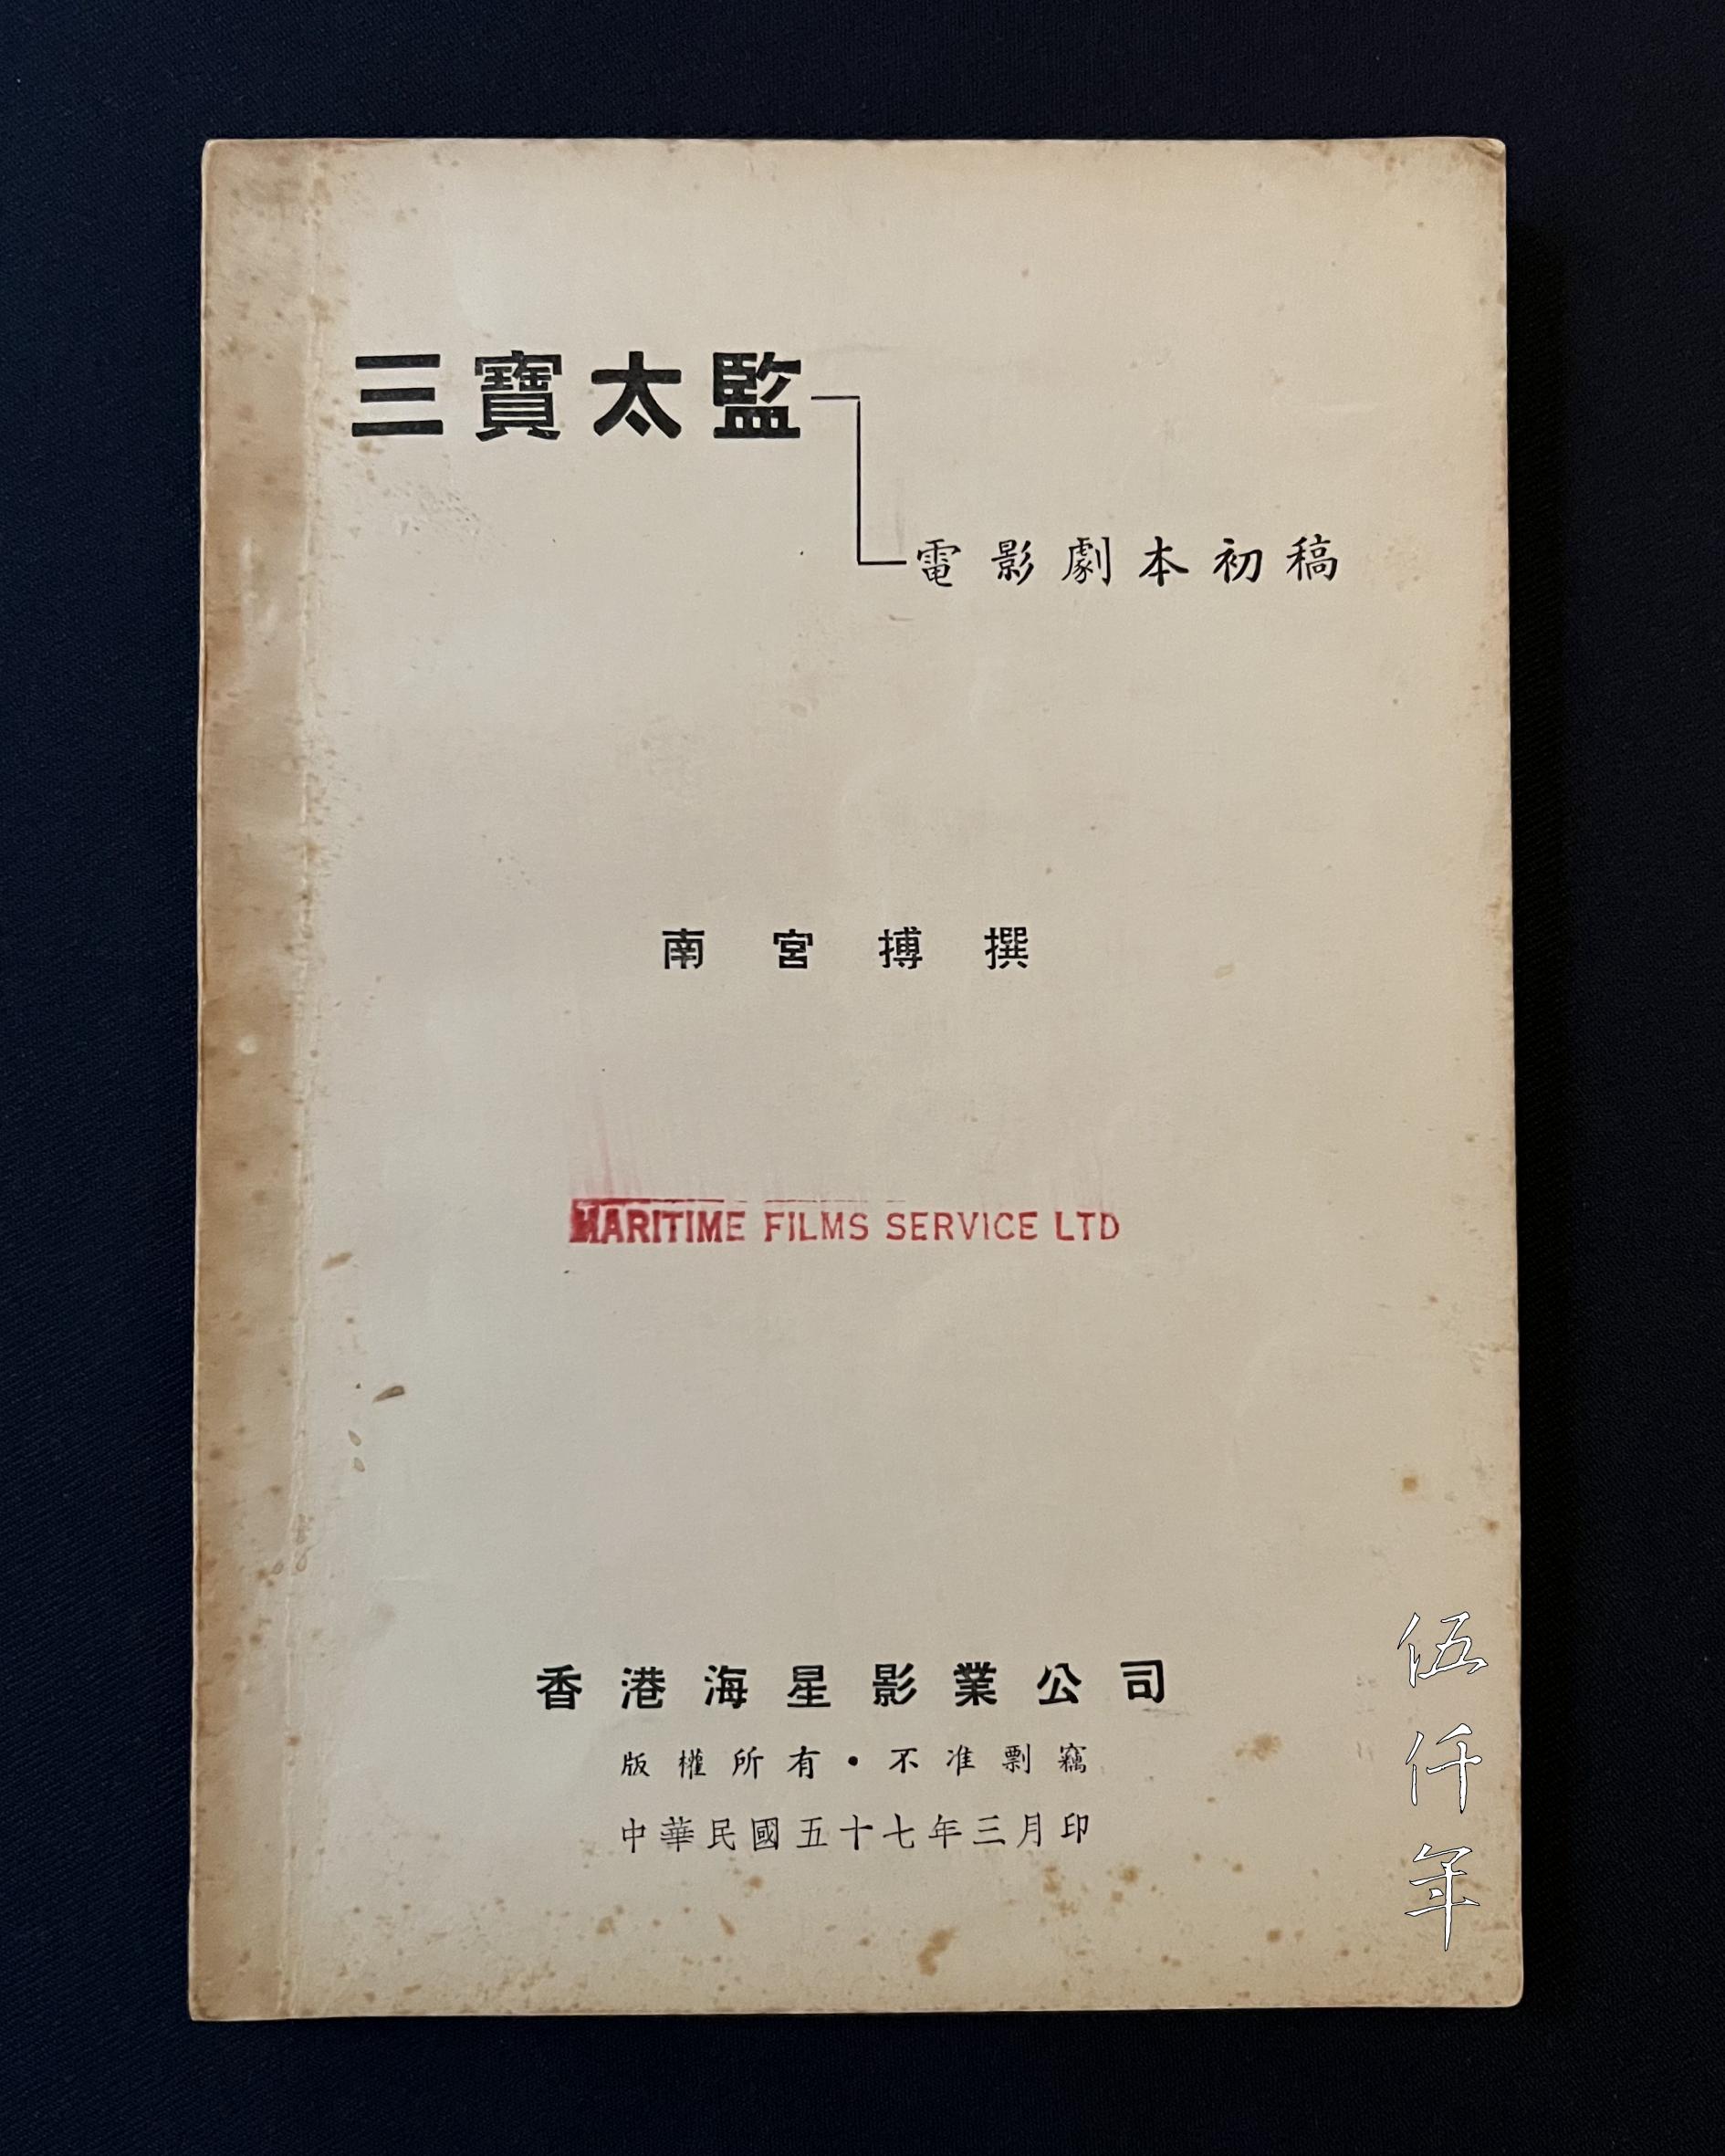 三寶太監
電影劇本初稿
南宮搏撰
MARITIME FILMS SERVICE LTD
香港海星影業公司
版權所有·不准剽竊
中華民國五十七年三月印
伍仟年